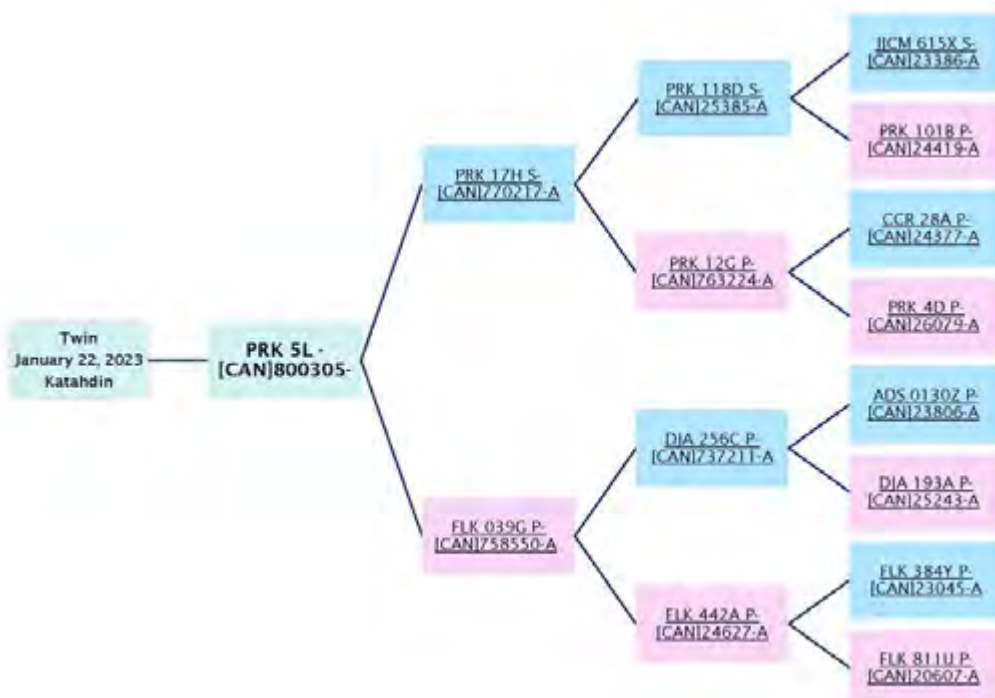 Twin
January 22, 2023
Katahdin
PRK 5L -
[CAN]800305-
PRK 17H S-
[CAN]770217-A
FLK 039G P-
[CAN]758550-A
PRK 118D S-
[CAN]25385-A
PRK 12G P-
[CAN]763224-A
DJA 256C P-
[CAN]737211-A
FLK 442A P-
[CAN]24627-A
615X S-
[CAN]23386-A
PRK 101B P-
[CAN]24419-A
CCR 28A P-
[CAN]24377-A
PRK 4D P-
[CAN]26079-A
ADS 0130Z P-
[CAN]23806-A
DJA 193A P-
[CAN]25243-A
FLK 384Y P-
[CAN]23045-A
FLK 811U P-
[CAN]20607-A